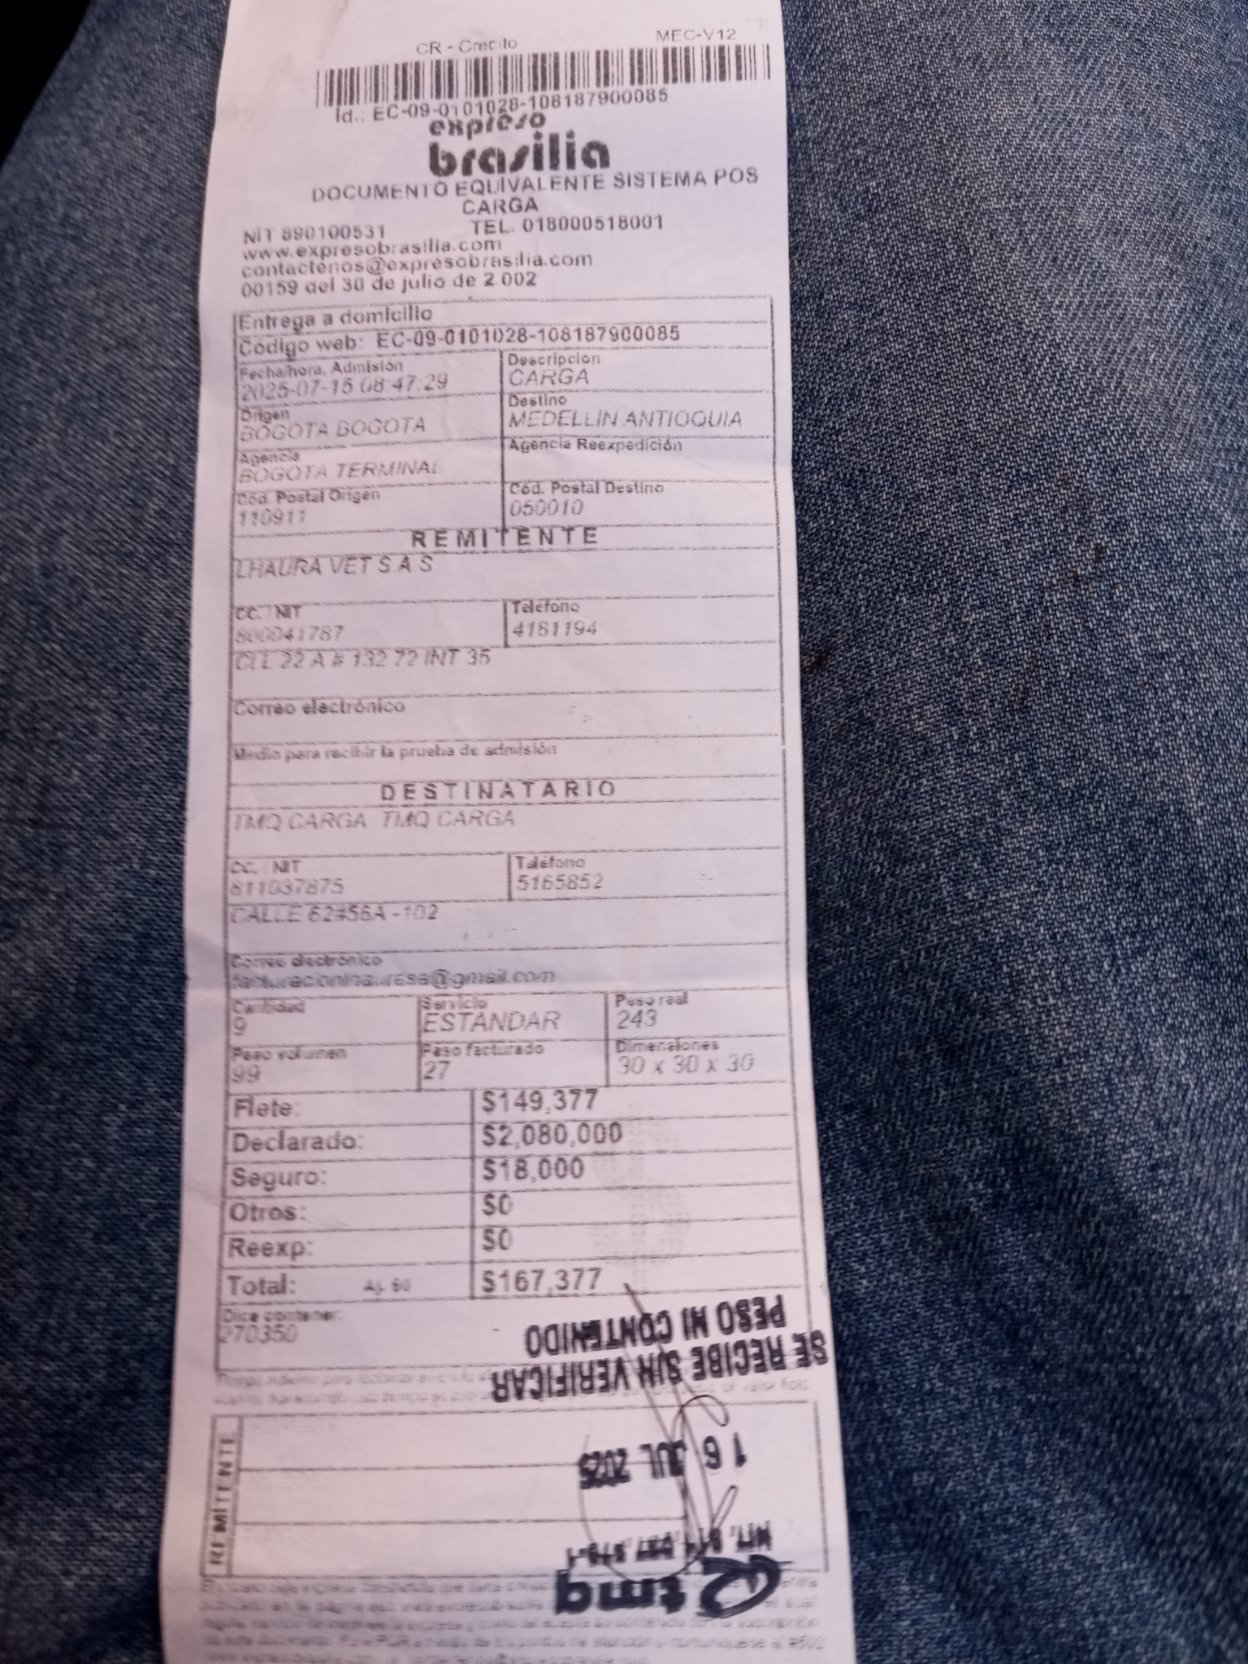 CR - Credito MEC-V12
Id.: EC-09-0101028-108187900085
expreso
brasilia
DOCUMENTO EQUIVALENTE SISTEMA POS
CARGA
NIT 890100531 TEL. 018000518001
www.expresobrasilia.com
contactenos@expresobrasilia.com
00159 del 30 de julio de 2.002
Entrega a domicilio
Código web: EC-09-0101028-108187900085
Fecha/hora, Admisión Descripción
2025-07-15 08:47:29 CARGA
Origen Destino
BOGOTA BOGOTA MEDELLIN ANTIOQUIA
Agencia Agencia Reexpedición
BOGOTA TERMINAL
Cód. Postal Origen Cód. Postal Destino
110911 050010
REMITENTE
LHAURA VET S.A S
CC. / NIT Teléfono
800041787 4181194
CLL 22 A # 132 72 INT 35
Correo electrónico
Medio para recibir la prueba de admisión
DESTINATARIO
TMQ CARGA TMQ CARGA
CC. / NIT Teléfono
811037875 5165852
CALLE 62#56A -102
Correo electrónico
@gmail.com
Cantidad Servicio Peso real
9 ESTANDAR 243
Peso volumen Peso facturado Dimensiones
99 27 30 x 30 x 30
Flete: $149,377
Declarado: $2,080,000
Seguro: $18,000
Otros: $0
Reexp: $0
Total: Aj. 60 $167,377
Dice contener:
270350
SE RECIBE SIN VERIFICAR
PESO NI CONTENIDO
REMITENTE
16 JUL 2025
tmq